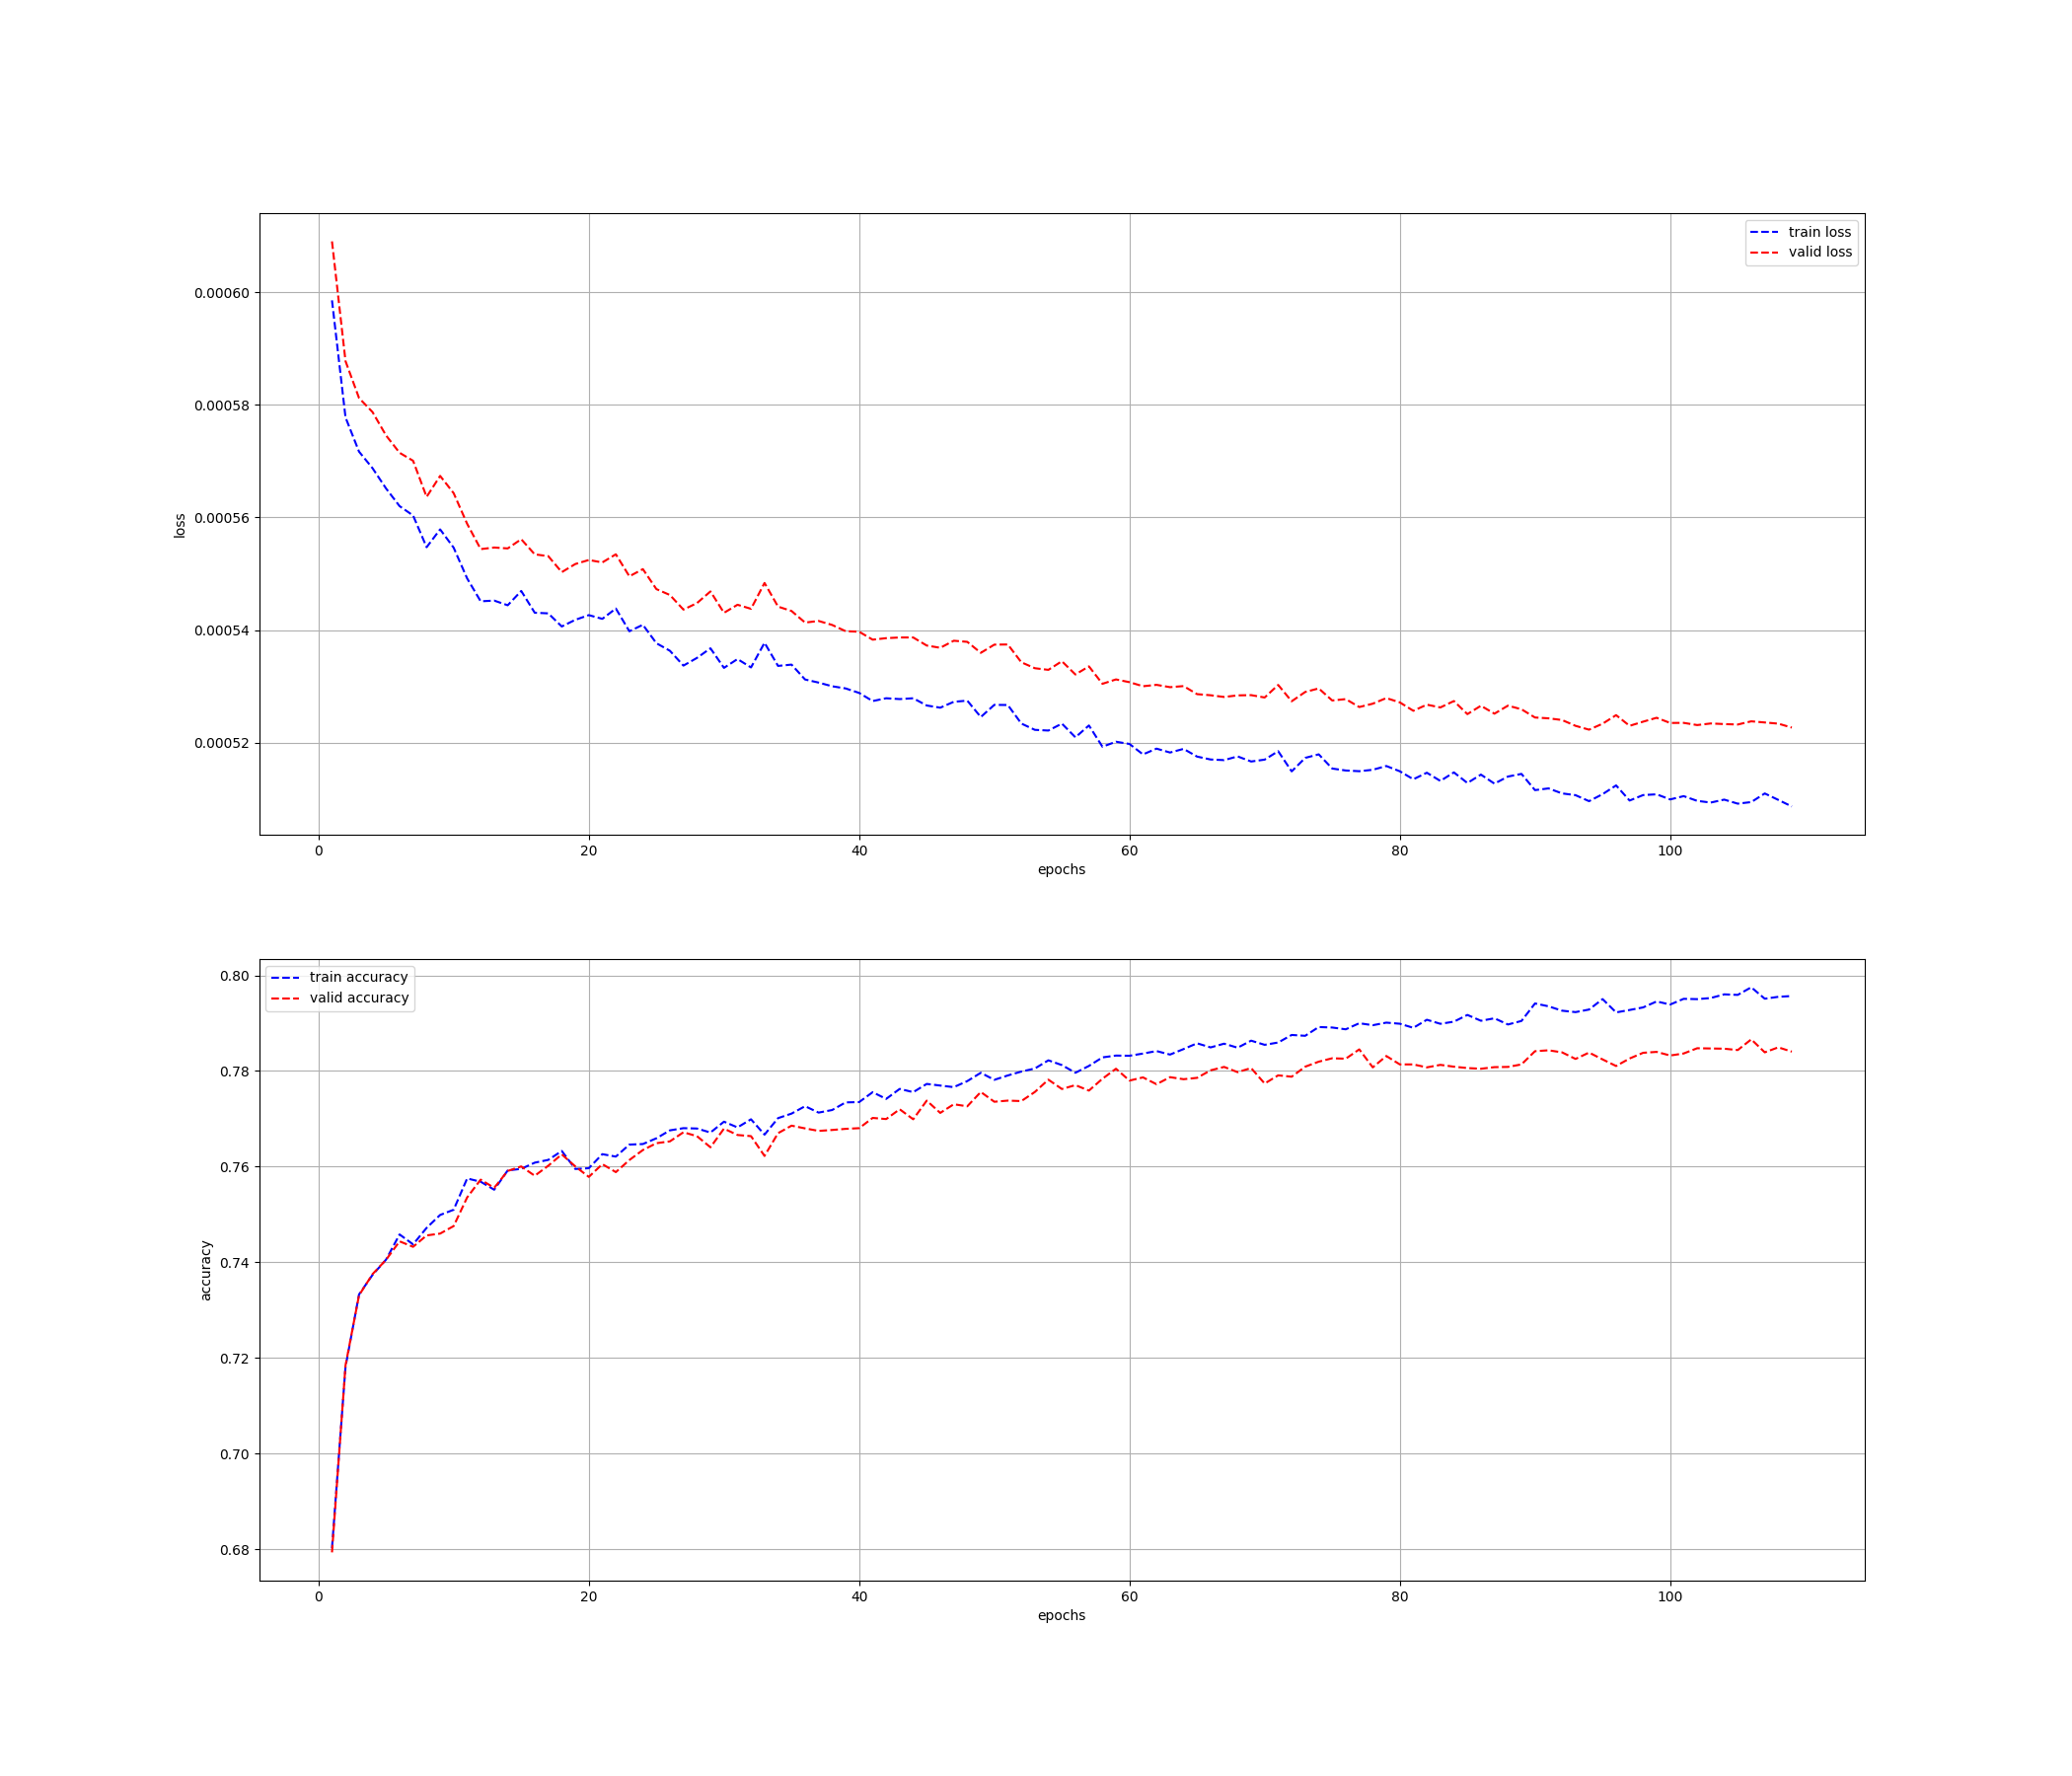 train loss
valid loss
0.00060
0.00058
0.00056
0.00054
0.00052
loss
0 20 40 60 80 100
epochs
train accuracy
valid accuracy
0.80
0.78
0.76
0.74
0.72
0.70
0.68
accuracy
0 20 40 60 80 100
epochs